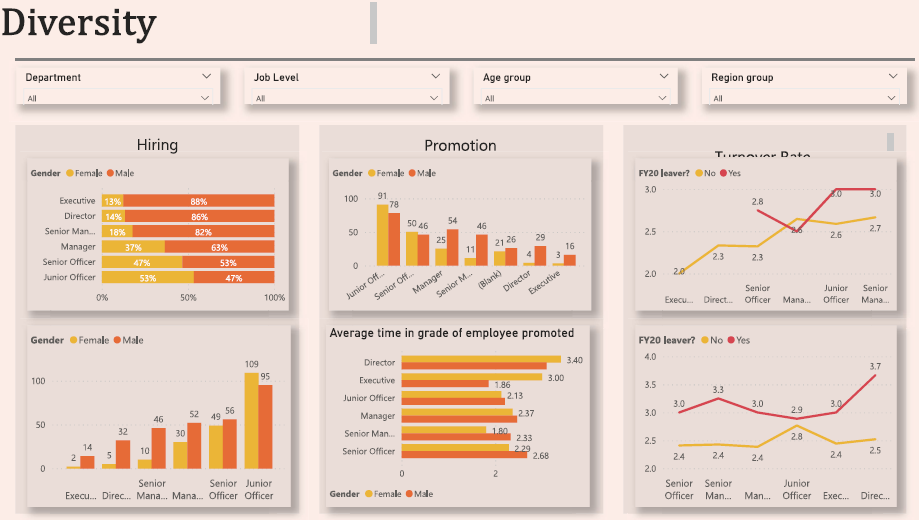 Diversity
Department
All
Job Level
All
Age group
All
Region group
All
Hiring
Gender Female Male
Executive 13% 88%
Director 14% 86%
Senior Man... 18% 82%
Manager 37% 63%
Senior Officer 47% 53%
Junior Officer 53% 47%
0% 50% 100%
Gender Female Male
100
50
0
2 14 5 32 10 46 30 52 49 56 109 95
Execu... Direc... Senior Mana... Mana... Senior Officer Junior Officer
Promotion
Gender Female Male
100
50
0
91 78 50 46 25 54 11 46 21 26 4 29 3 16
Junior Off... Senior Off... Manager Senior M... (Blank) Director Executive
Average time in grade of employee promoted
Director 3.40
Executive 3.00 1.86
Junior Officer 2.13
Manager 2.37
Senior Man... 1.80 2.33
Senior Officer 2.29 2.68
0 2
Gender Female Male
Turnover Rate
FY20 leaver? No Yes
3.0
2.5
2.0
2.0 2.3 2.3 2.8 2.6 3.0 2.6 3.0 2.7
Execu... Direct... Senior Officer Mana... Junior Officer Senior Mana...
FY20 leaver? No Yes
4.0
3.5
3.0
2.5
2.0
3.0 3.3 3.0 2.9 3.0 3.7
2.4 2.4 2.4 2.8 2.4 2.5
Senior Officer Senior Man... Man... Junior Officer Exec... Direc...